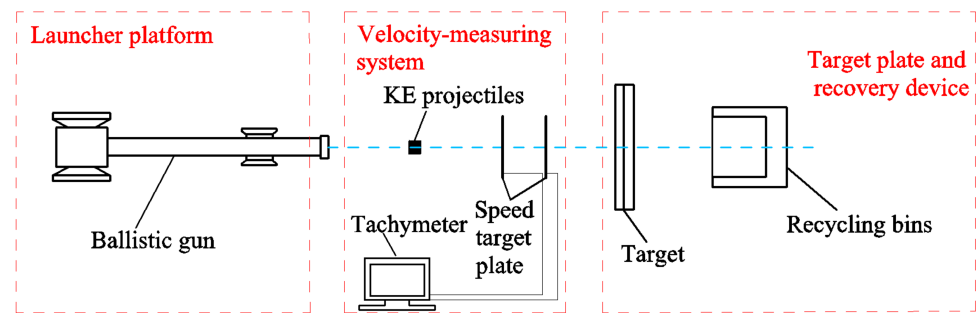 Launcher platform
Ballistic gun
Velocity-measuring
system
KE projectiles
Speed
target
plate
Tachymeter
Target plate and
recovery device
Target
Recycling bins